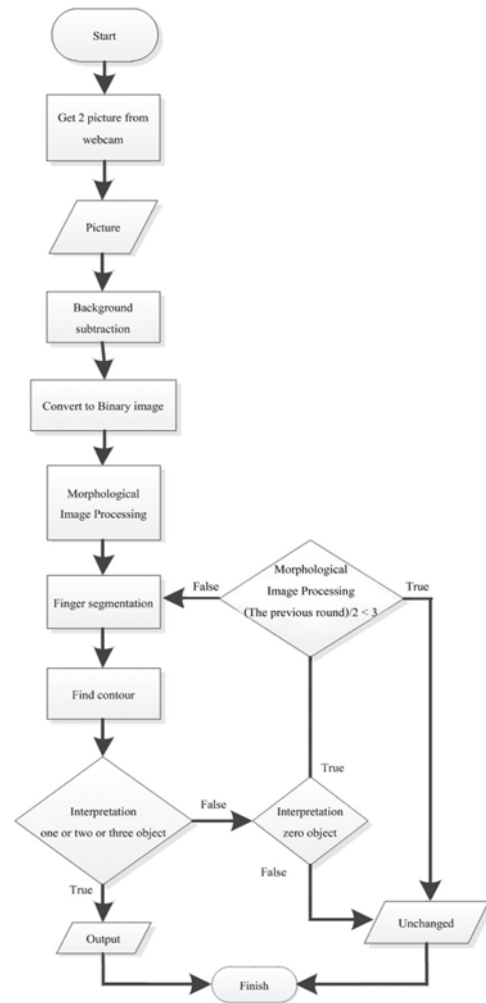 Start
Get 2 picture from
webcam
Picture
Background
subtraction
Convert to Binary image
Morphological
Image Processing
Morphological
Image Processing
(The previous round)/2 < 3
False
True
Finger segmentation
Find contour
True
Interpretation
one or two or three object
False
Interpretation
zero object
False
True
Output
Unchanged
Finish